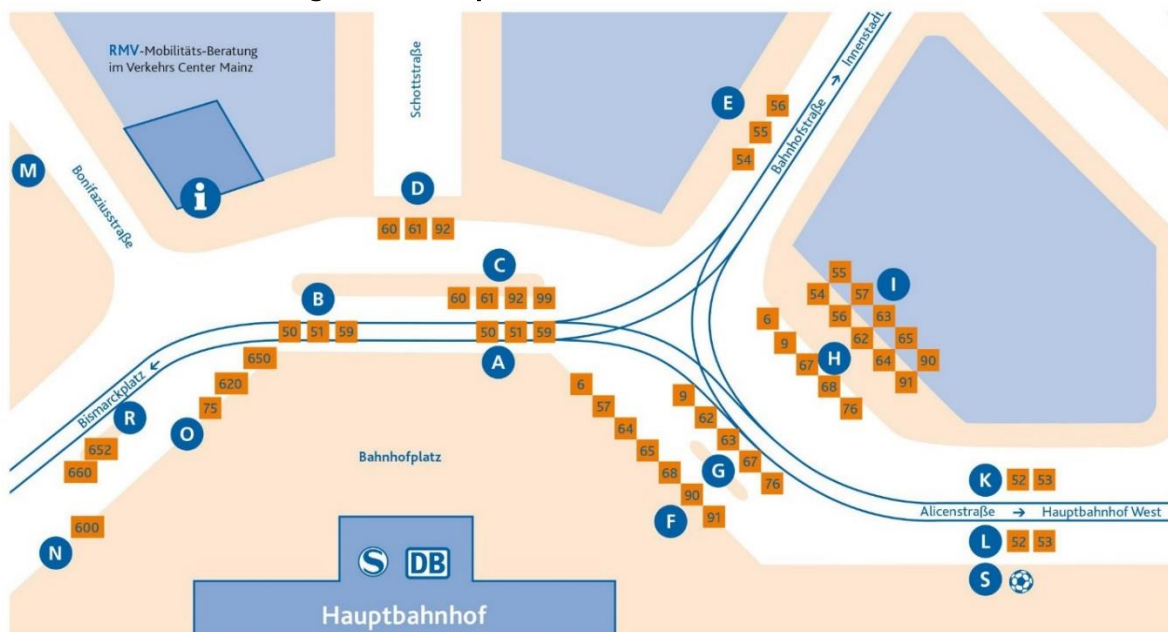 RMV-Mobilitäts-Beratung
im Verkehrs Center Mainz
Schottstraße
Bahnhofstraße → Innenstadt
E
56
55
54
M
Bonifaziusstraße
i
D
60 61 92
C
60 61 92 99
B
50 51 59
50 51 59
A
I
55
54 57
56 63
62 65
64 90
91
H
6
9
67
68
76
Bismarckplatz ←
R
652
660
650
620
75
O
600
N
Bahnhofplatz
6
57
64
65
68
90
91
F
9
62
63
67
76
G
K 52 53
Alicenstraße → Hauptbahnhof West
L 52 53
S
S DB
Hauptbahnhof